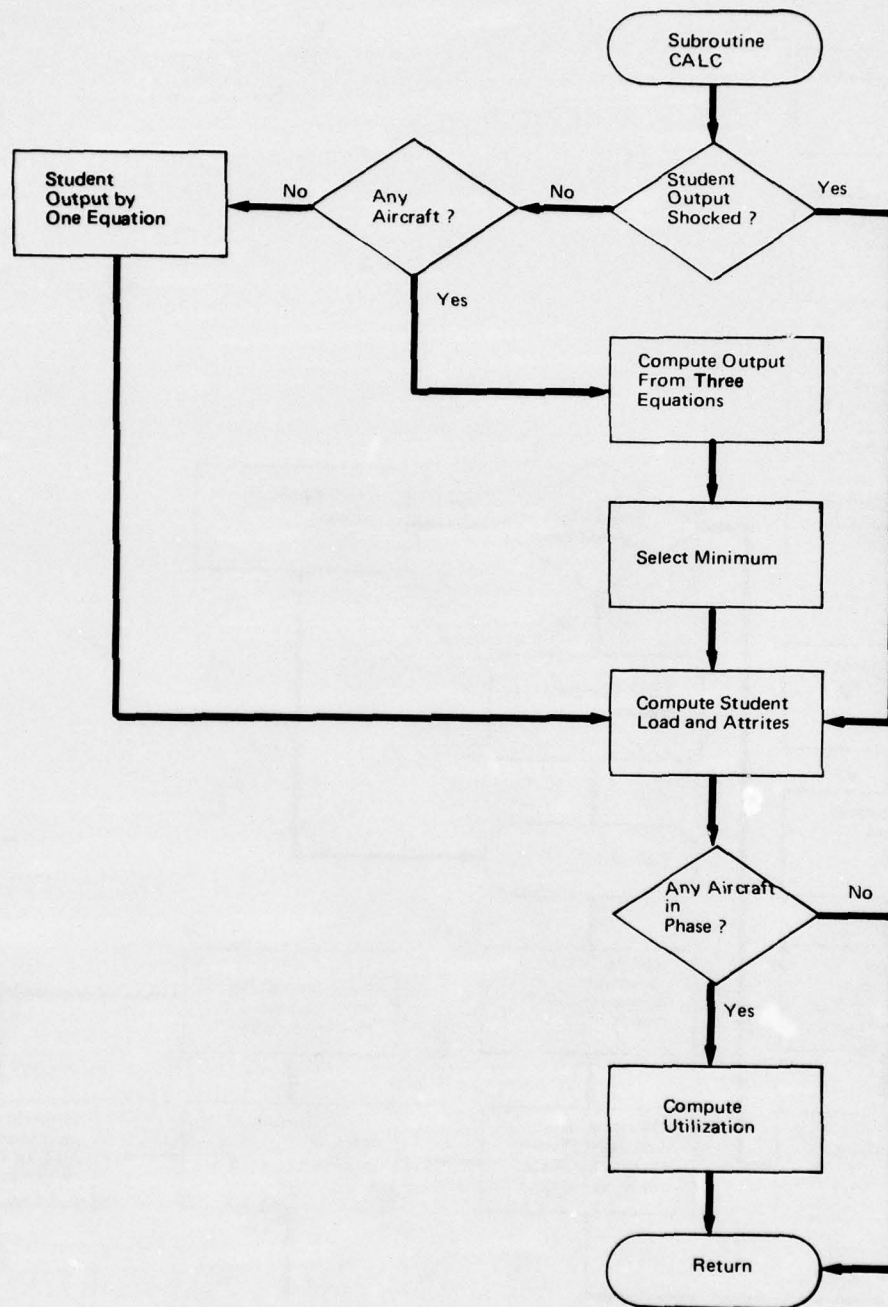 Subroutine
CALC
Student
Output
Shocked ?
Yes
No
Any
Aircraft ?
No
Student
Output by
One Equation
Yes
Compute Output
From Three
Equations
Select Minimum
Compute Student
Load and Attrites
Any Aircraft
in
Phase ?
No
Yes
Compute
Utilization
Return